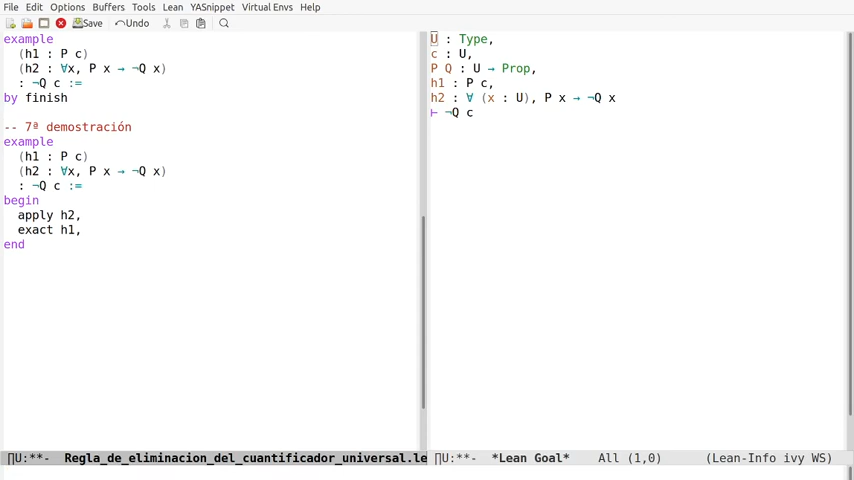 File Edit Options Buffers Tools Lean YASnippet Virtual Envs Help
Save Undo
example
(h1 : P c)
(h2 : ∀x, P x → ¬Q x)
: ¬Q c :=
by finish
-- 7ª demostración
example
(h1 : P c)
(h2 : ∀x, P x → ¬Q x)
: ¬Q c :=
begin
apply h2,
exact h1,
end
∏U:**- Regla_de_eliminacion_del_cuantificador_universal.le
U : Type,
c : U,
P Q : U → Prop,
h1 : P c,
h2 : ∀ (x : U), P x → ¬Q x
⊢ ¬Q c
∏U:**- *Lean Goal* All (1,0) (Lean-Info ivy WS)